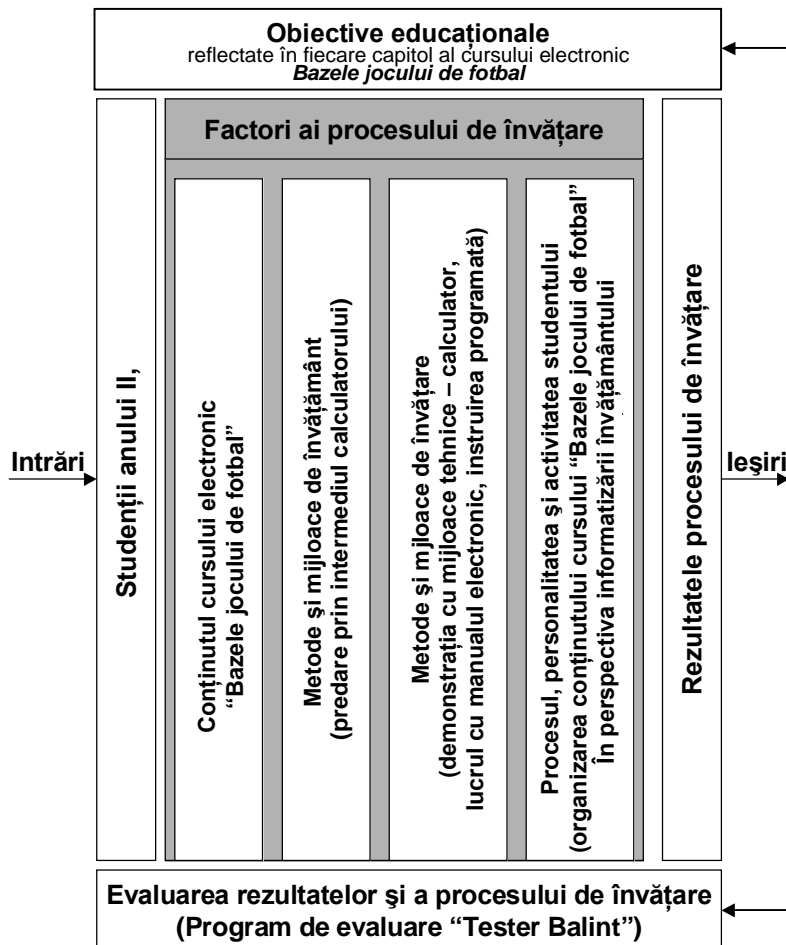 Obiective educaționale
reflectate în fiecare capitol al cursului electronic
Bazele jocului de fotbal
Factori ai procesului de învățare
Intrări
Studenții anului II,
Conținutul cursului electronic
“Bazele jocului de fotbal”
Metode şi mijloace de învățământ
(predare prin intermediul calculatorului)
Metode şi mijloace de învățare
(demonstrația cu mijloace tehnice – calculator,
lucrul cu manualul electronic, instruirea programată)
Procesul, personalitatea şi activitatea studentului
(organizarea conținutului cursului “Bazele jocului de fotbal”
În perspectiva informatizării învățământului
Rezultatele procesului de învățare
Ieşiri
Evaluarea rezultatelor şi a procesului de învățare
(Program de evaluare “Tester Balint”)